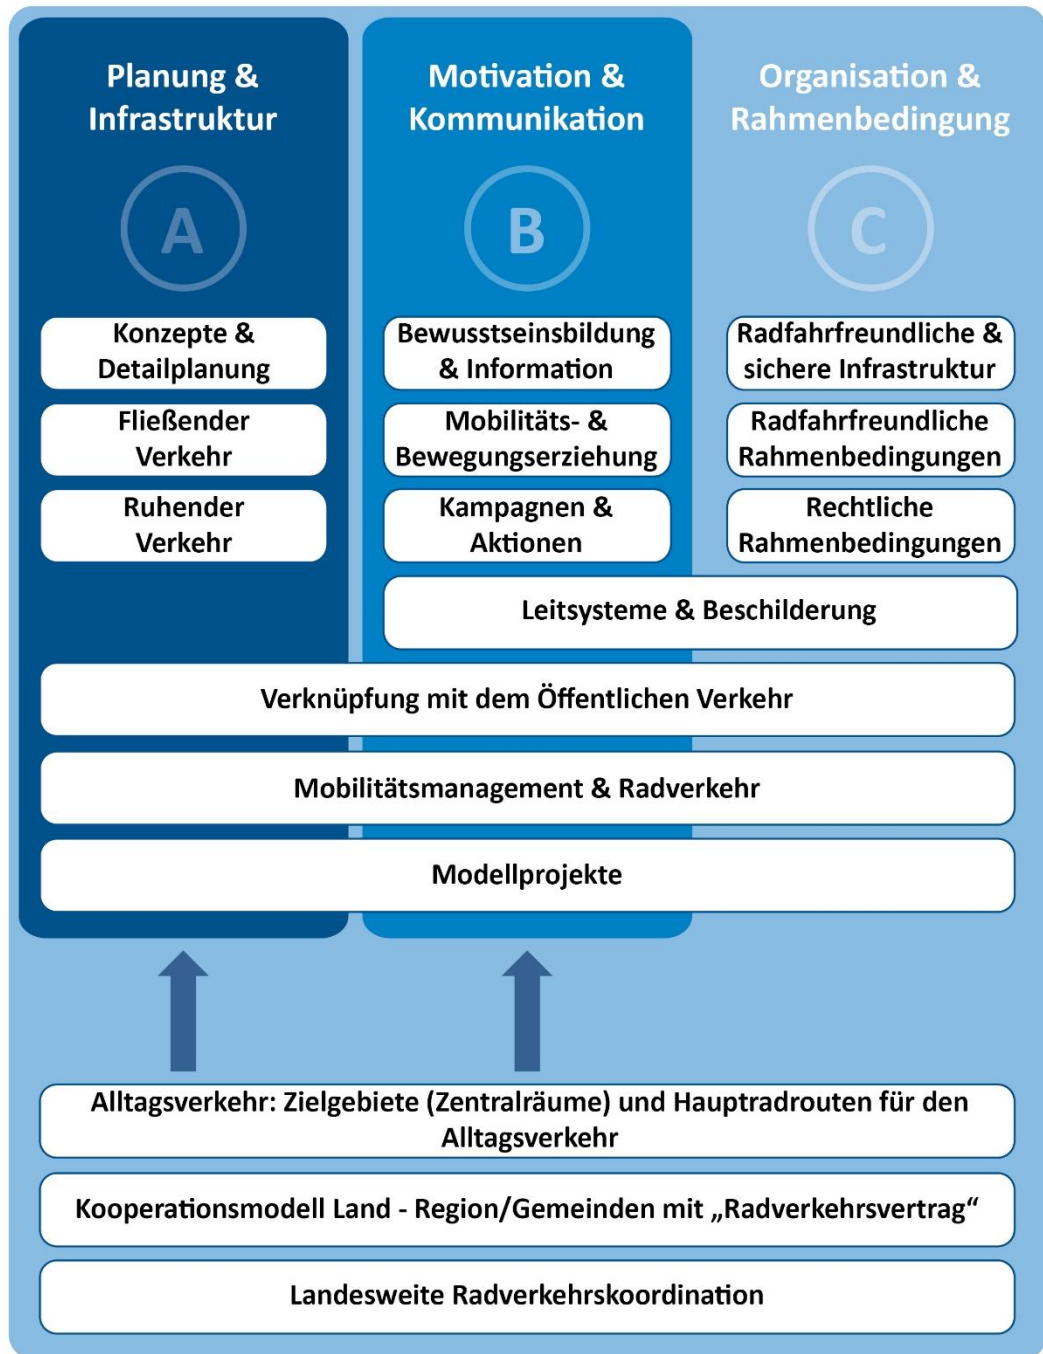 Planung &
Infrastruktur
A
Konzepte &
Detailplanung
Fließender
Verkehr
Ruhender
Verkehr
Motivation &
Kommunikation
B
Bewusstseinsbildung
& Information
Mobilitäts- &
Bewegungserziehung
Kampagnen &
Aktionen
Organisation &
Rahmenbedingung
C
Radfahrfreundliche &
sichere Infrastruktur
Radfahrfreundliche
Rahmenbedingungen
Rechtliche
Rahmenbedingungen
Leitsysteme & Beschilderung
Verknüpfung mit dem Öffentlichen Verkehr
Mobilitätsmanagement & Radverkehr
Modellprojekte
Alltagsverkehr: Zielgebiete (Zentralräume) und Hauptradrouten für den
Alltagsverkehr
Kooperationsmodell Land - Region/Gemeinden mit „Radverkehrsvertrag“
Landesweite Radverkehrskoordination